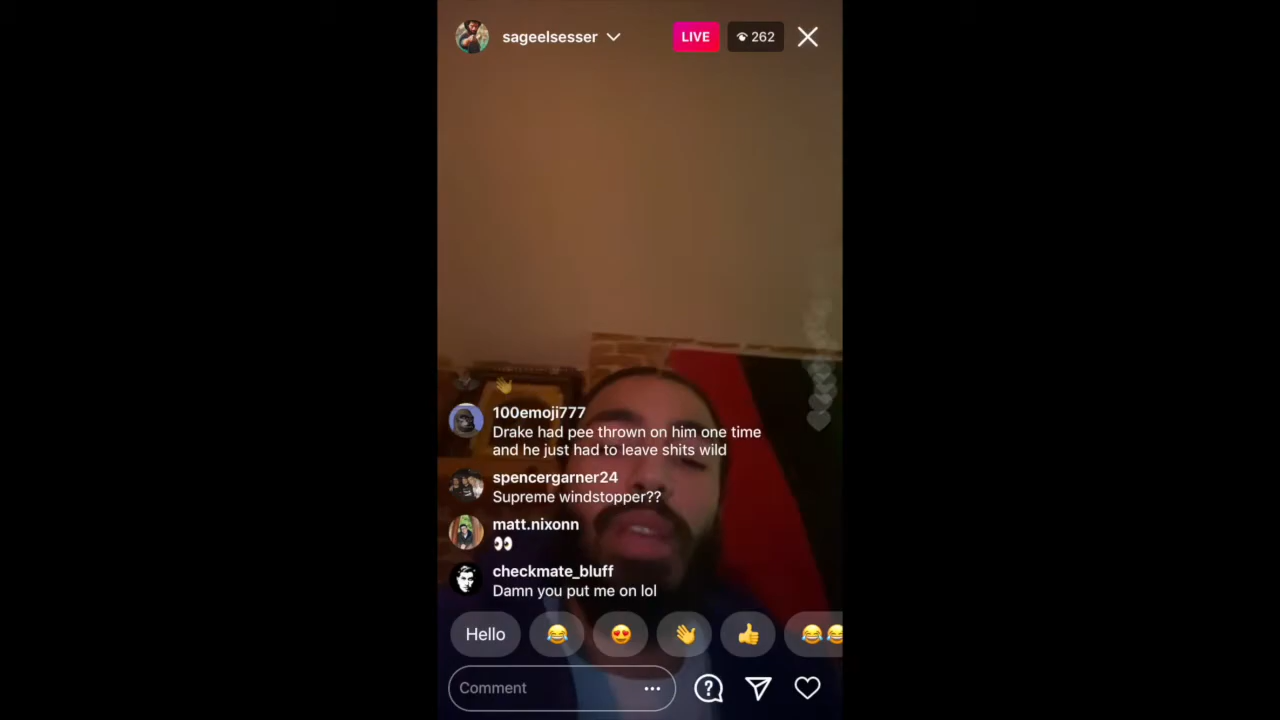 sageelsesser
LIVE
262
100emoji777
Drake had pee thrown on him one time
and he just had to leave shits wild
spencergarner24
Supreme windstopper??
matt.nixonn
👀
checkmate_bluff
Damn you put me on lol
Hello
Comment